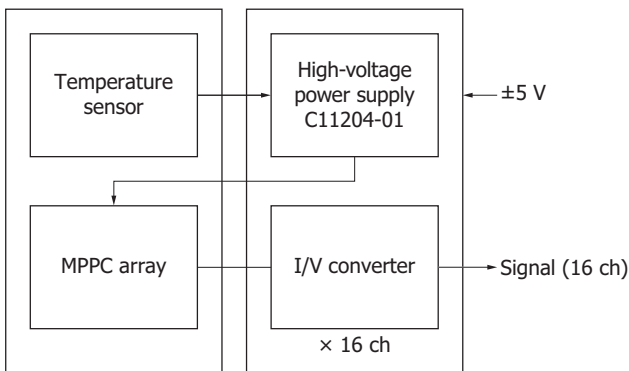 Temperature
sensor
High-voltage
power supply
C11204-01
±5 V
MPPC array
I/V converter
Signal (16 ch)
× 16 ch